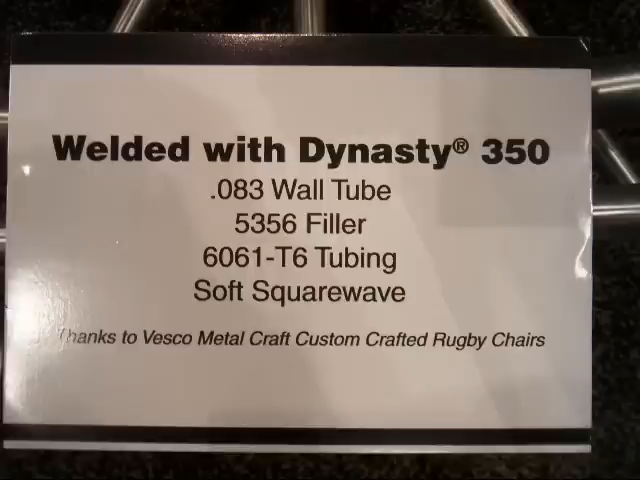 Welded with Dynasty® 350
.083 Wall Tube
5356 Filler
6061-T6 Tubing
Soft Squarewave
Thanks to Vesco Metal Craft Custom Crafted Rugby Chairs